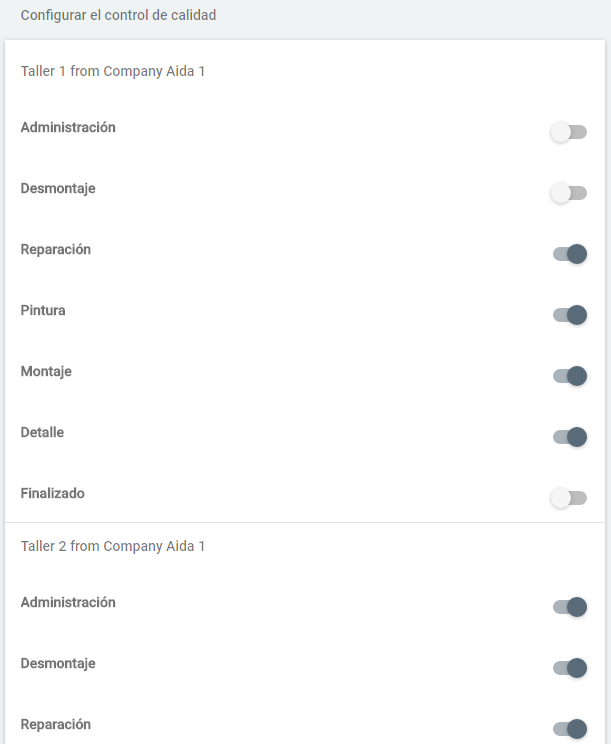 Configurar el control de calidad
Taller 1 from Company Aida 1
Administración
Desmontaje
Reparación
Pintura
Montaje
Detalle
Finalizado
Taller 2 from Company Aida 1
Administración
Desmontaje
Reparación